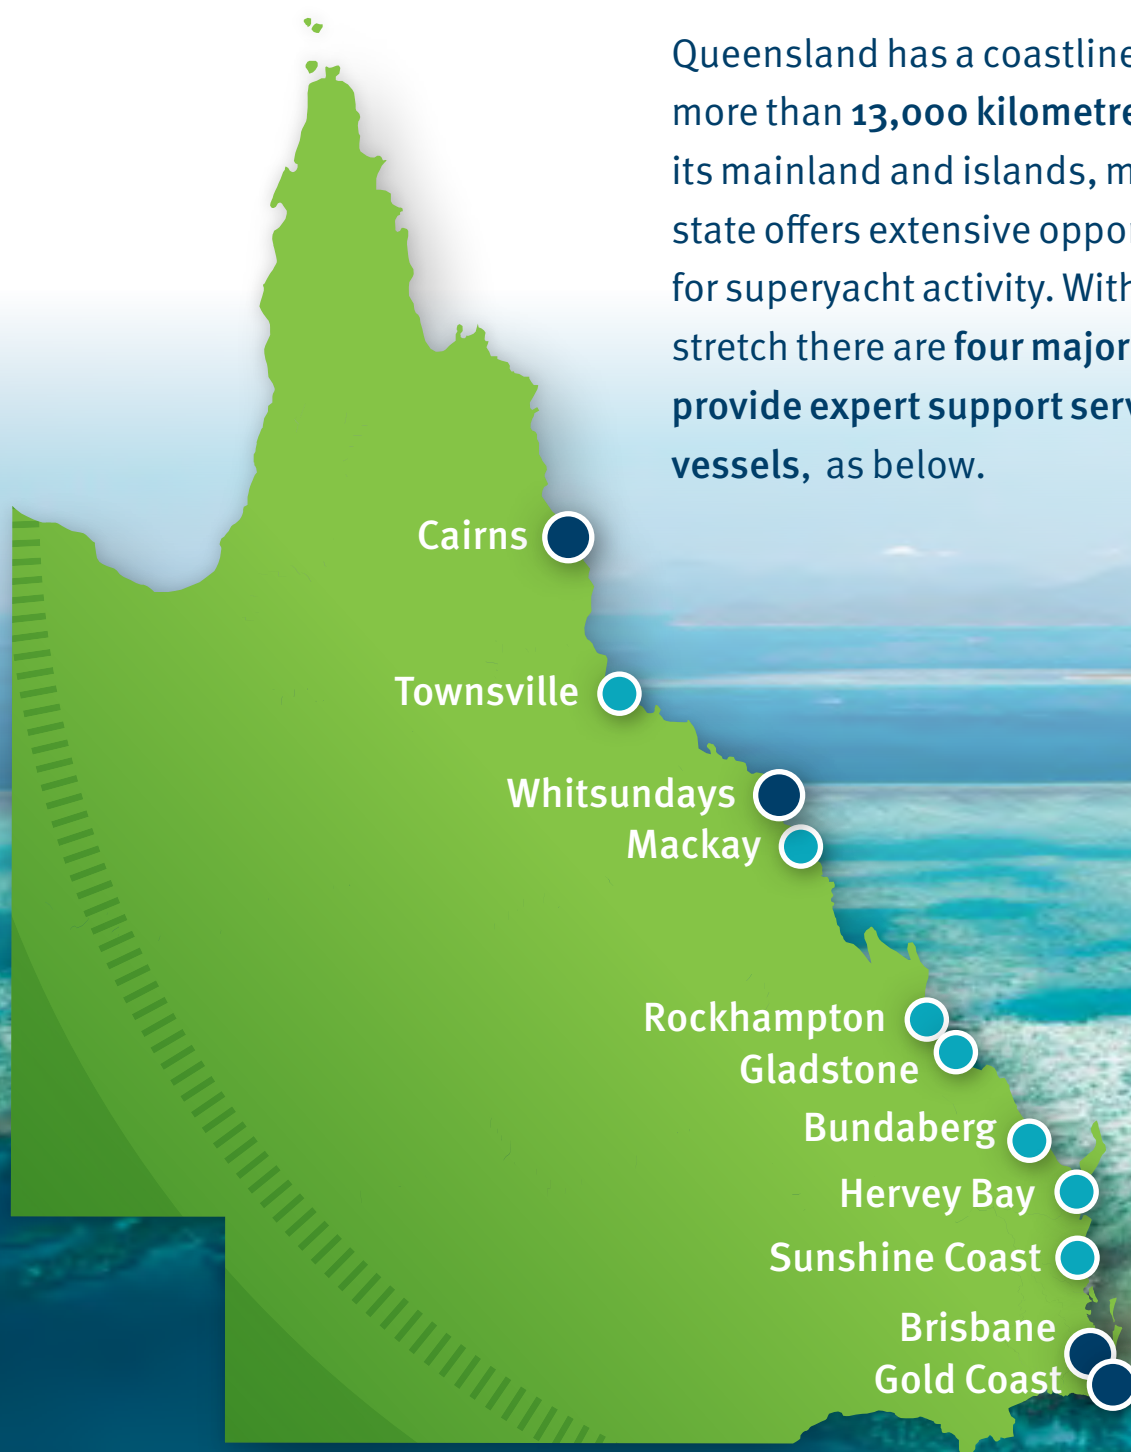 Queensland has a coastline
more than 13,000 kilometre
its mainland and islands, m
state offers extensive oppor
for superyacht activity. With
stretch there are four major
provide expert support serv
vessels, as below.
Cairns
Townsville
Whitsundays
Mackay
Rockhampton
Gladstone
Bundaberg
Hervey Bay
Sunshine Coast
Brisbane
Gold Coast